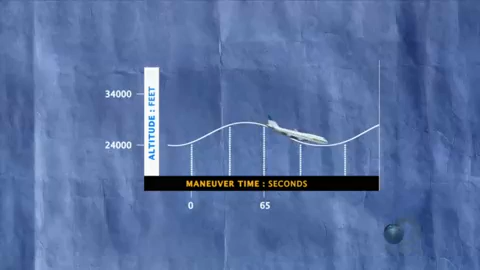 34000
24000
ALTITUDE : FEET
MANEUVER TIME : SECONDS
0
65